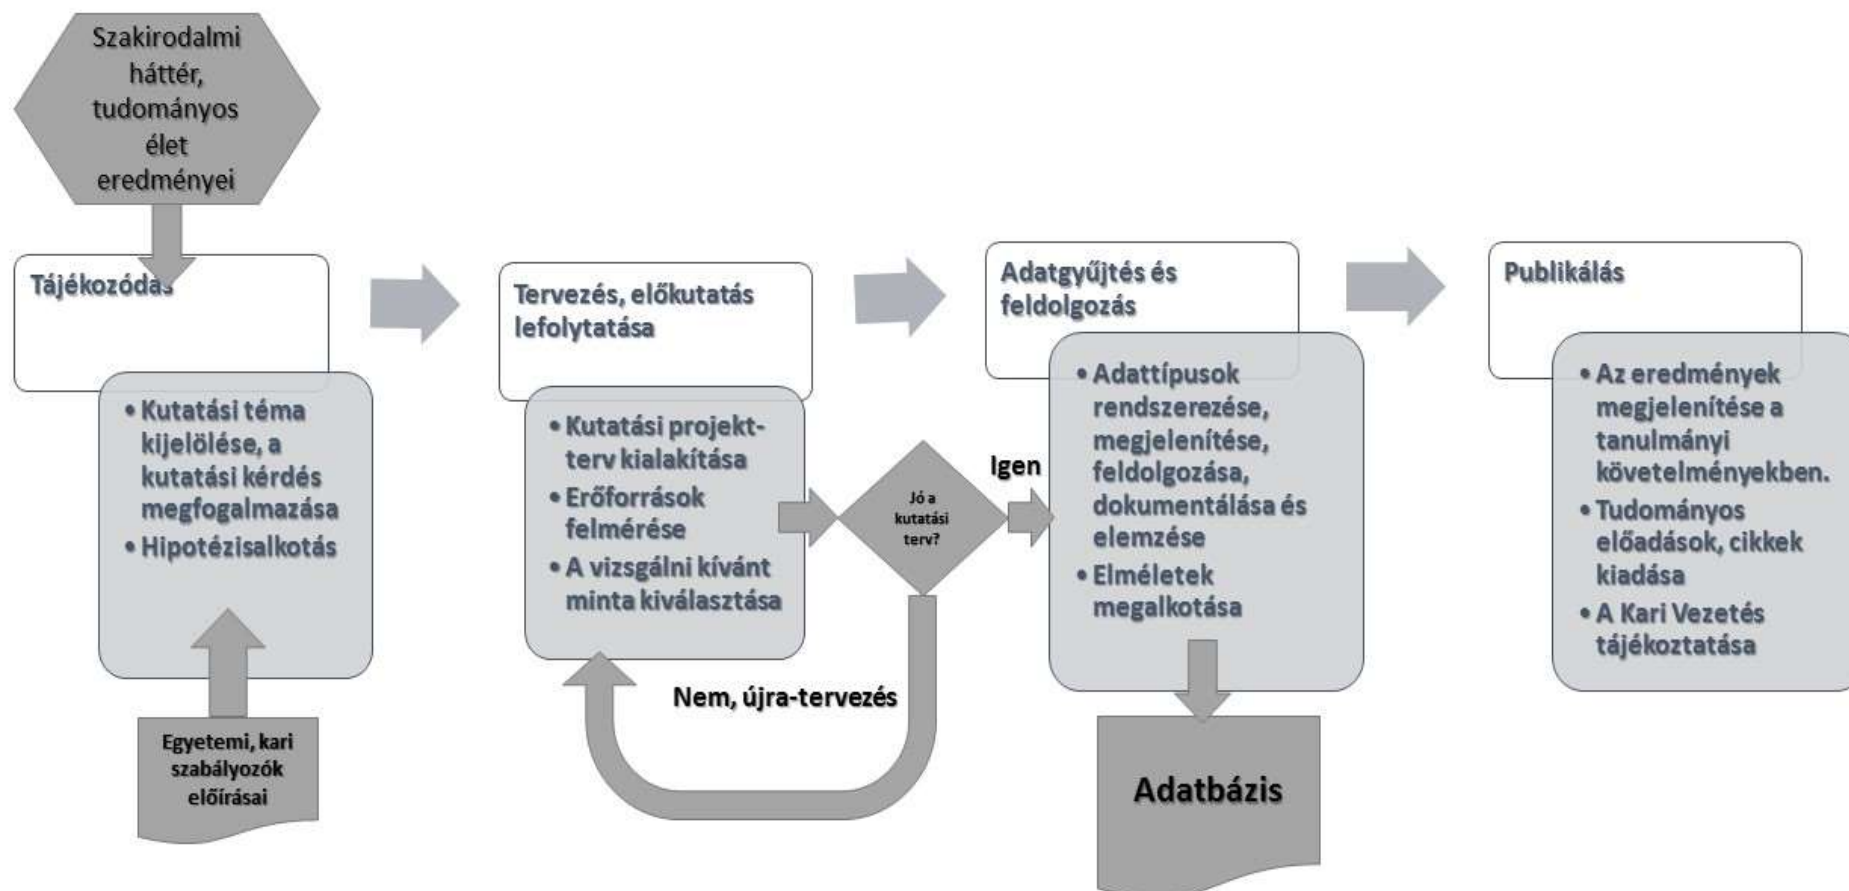 Szakirodalmi
háttér,
tudományos
élet
eredményei
Tájékozódás
• Kutatási téma
kijelölése, a
kutatási kérdés
megfogalmazása
• Hipotézisalkotás
Egyetemi, kari
szabályozók
előírásai
Tervezés, előkutatás
lefolytatása
• Kutatási projekt-
terv kialakítása
• Erőforrások
felmérése
• A vizsgálni kívánt
minta kiválasztása
Jó a
kutatási
terv?
Igen
Nem, újra-tervezés
Adatgyűjtés és
feldolgozás
• Adattípusok
rendszerezése,
megjelenítése,
feldolgozása,
dokumentálása és
elemzése
• Elméletek
megalkotása
Adatbázis
Publikálás
• Az eredmények
megjelenítése a
tanulmányi
követelményekben.
• Tudományos
előadások, cikkek
kiadása
• A Kari Vezetés
tájékoztatása